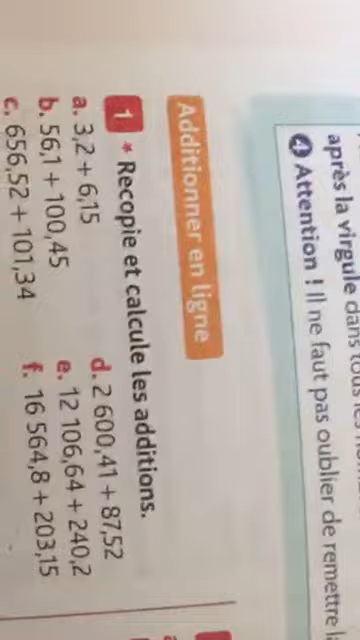 après la virgule dans tous les
4 Attention ! Il ne faut pas oublier de remettre
Additionner en ligne
1 * Recopie et calcule les additions.
a. 3,2 + 6,15
b. 56,1 + 100,45
c. 656,52 + 101,34
d. 2 600,41 + 87,52
e. 12 106,64 + 240,2
f. 16 564,8 + 203,15